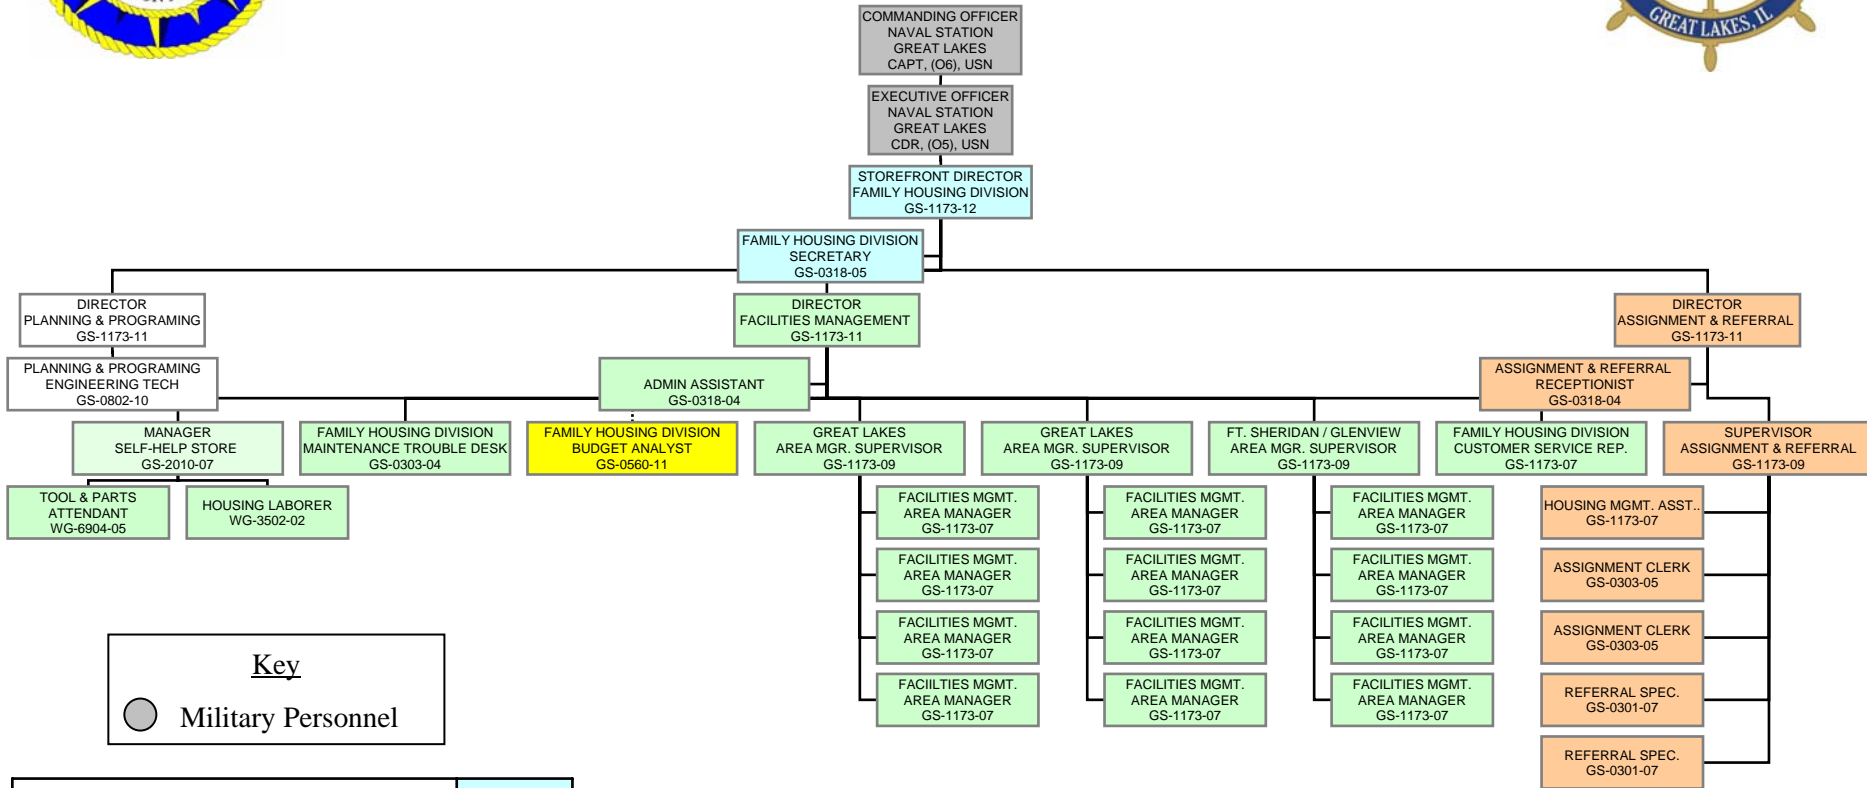 GREAT LAKES, IL
COMMANDING OFFICER
NAVAL STATION
GREAT LAKES
CAPT, (O6), USN
EXECUTIVE OFFICER
NAVAL STATION
GREAT LAKES
CDR, (O5), USN
STOREFRONT DIRECTOR
FAMILY HOUSING DIVISION
GS-1173-12
FAMILY HOUSING DIVISION
SECRETARY
GS-0318-05
DIRECTOR
PLANNING & PROGRAMING
GS-1173-11
DIRECTOR
FACILITIES MANAGEMENT
GS-1173-11
DIRECTOR
ASSIGNMENT & REFERRAL
GS-1173-11
PLANNING & PROGRAMING
ENGINEERING TECH
GS-0802-10
ADMIN ASSISTANT
GS-0318-04
ASSIGNMENT & REFERRAL
RECEPTIONIST
GS-0318-04
MANAGER
SELF-HELP STORE
GS-2010-07
FAMILY HOUSING DIVISION
MAINTENANCE TROUBLE DESK
GS-0303-04
FAMILY HOUSING DIVISION
BUDGET ANALYST
GS-0560-11
GREAT LAKES
AREA MGR. SUPERVISOR
GS-1173-09
GREAT LAKES
AREA MGR. SUPERVISOR
GS-1173-09
FT. SHERIDAN / GLENVIEW
AREA MGR. SUPERVISOR
GS-1173-09
FAMILY HOUSING DIVISION
CUSTOMER SERVICE REP.
GS-1173-07
SUPERVISOR
ASSIGNMENT & REFERRAL
GS-1173-09
TOOL & PARTS
ATTENDANT
WG-6904-05
HOUSING LABORER
WG-3502-02
FACILITIES MGMT.
AREA MANAGER
GS-1173-07
FACILITIES MGMT.
AREA MANAGER
GS-1173-07
FACILITIES MGMT.
AREA MANAGER
GS-1173-07
HOUSING MGMT. ASST..
GS-1173-07
FACILITIES MGMT.
AREA MANAGER
GS-1173-07
FACILITIES MGMT.
AREA MANAGER
GS-1173-07
FACILITIES MGMT.
AREA MANAGER
GS-1173-07
ASSIGNMENT CLERK
GS-0303-05
FACILITIES MGMT.
AREA MANAGER
GS-1173-07
FACILITIES MGMT.
AREA MANAGER
GS-1173-07
FACILITIES MGMT.
AREA MANAGER
GS-1173-07
ASSIGNMENT CLERK
GS-0303-05
FACIILTIES MGMT.
AREA MANAGER
GS-1173-07
FACILITIES MGMT.
AREA MANAGER
GS-1173-07
FACILITIES MGMT.
AREA MANAGER
GS-1173-07
REFERRAL SPEC.
GS-0301-07
REFERRAL SPEC.
GS-0301-07
Key
Military Personnel